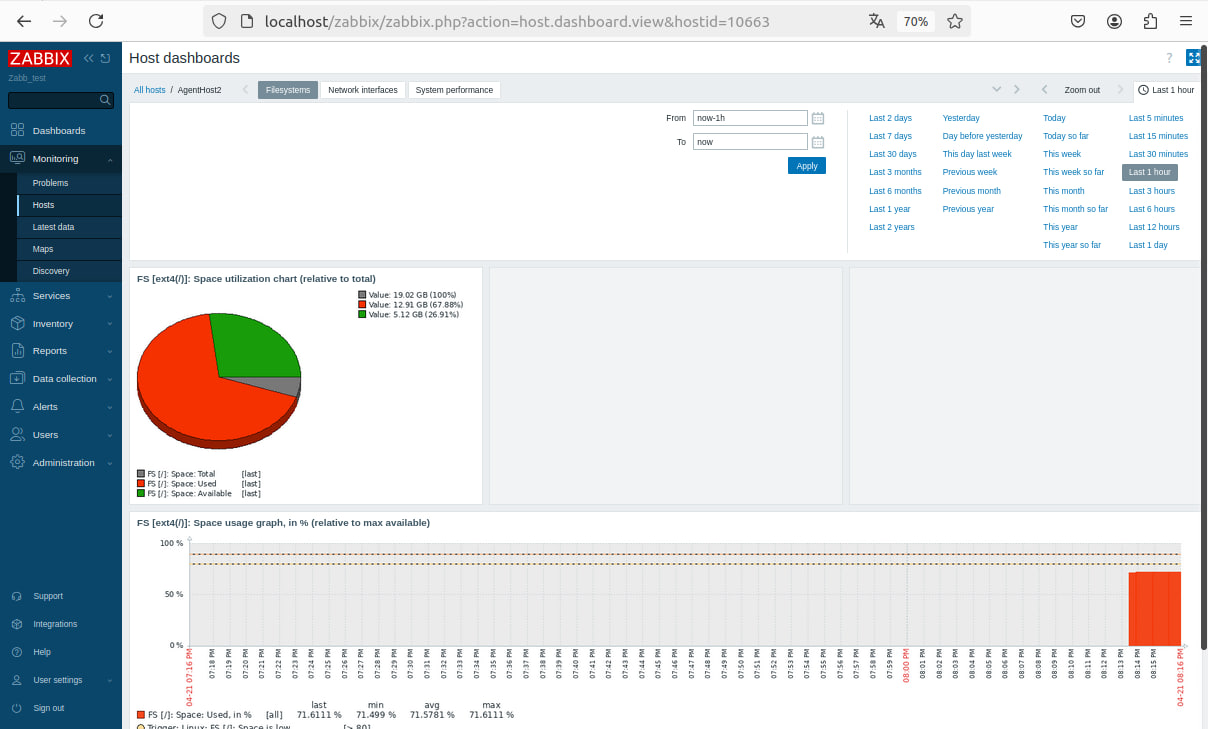 localhost/zabbix/zabbix.php?action=host.dashboard.view&hostid=10663
70%
ZABBIX
Zabb_test
Dashboards
Monitoring
Problems
Hosts
Latest data
Maps
Discovery
Services
Inventory
Reports
Data collection
Alerts
Users
Administration
Support
Integrations
Help
User settings
Sign out
Host dashboards
?
All hosts / AgentHost2
Filesystems
Network interfaces
System performance
Zoom out
Last 1 hour
From now-1h
To now
Apply
Last 2 days Yesterday Today Last 5 minutes
Last 7 days Day before yesterday Today so far Last 15 minutes
Last 30 days This day last week This week Last 30 minutes
Last 3 months Previous week This week so far Last 1 hour
Last 6 months Previous month This month Last 3 hours
Last 1 year Previous year This month so far Last 6 hours
Last 2 years This year Last 12 hours
This year so far Last 1 day
FS [ext4(/)]: Space utilization chart (relative to total)
Value: 19.02 GB (100%)
Value: 12.91 GB (67.88%)
Value: 5.12 GB (26.91%)
FS [/]: Space: Total [last]
FS [/]: Space: Used [last]
FS [/]: Space: Available [last]
FS [ext4(/)]: Space usage graph, in % (relative to max available)
100 %
50 %
0 %
04-21 07:16 PM
07:18 PM
07:19 PM
07:20 PM
07:21 PM
07:22 PM
07:23 PM
07:24 PM
07:25 PM
07:26 PM
07:27 PM
07:28 PM
07:29 PM
07:30 PM
07:31 PM
07:32 PM
07:33 PM
07:34 PM
07:35 PM
07:36 PM
07:37 PM
07:38 PM
07:39 PM
07:40 PM
07:41 PM
07:42 PM
07:43 PM
07:44 PM
07:45 PM
07:46 PM
07:47 PM
07:48 PM
07:49 PM
07:50 PM
07:51 PM
07:52 PM
07:53 PM
07:54 PM
07:55 PM
07:56 PM
07:57 PM
07:58 PM
07:59 PM
08:00 PM
08:01 PM
08:02 PM
08:03 PM
08:04 PM
08:05 PM
08:06 PM
08:07 PM
08:08 PM
08:09 PM
08:10 PM
08:11 PM
08:12 PM
08:13 PM
08:14 PM
08:15 PM
04-21 08:16 PM
last min avg max
FS [/]: Space: Used, in % [all] 71.6111 % 71.499 % 71.5781 % 71.6111 %
Trigger: Linux: FS [/]: Space is low [> 80]